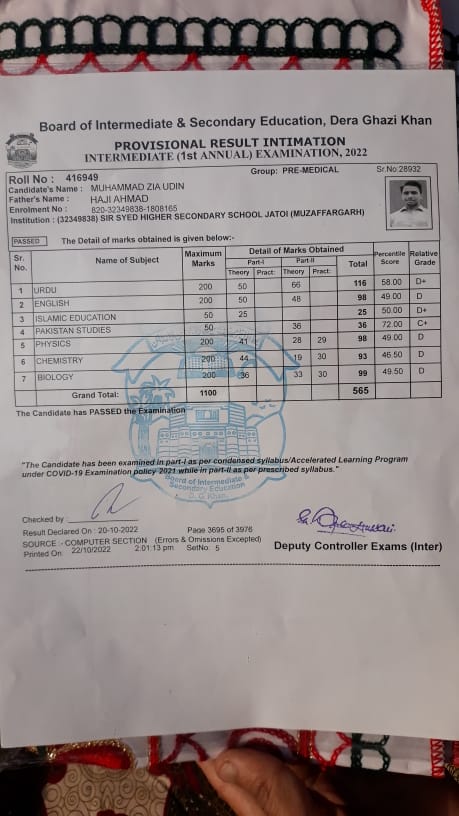 Board of Intermediate & Secondary Education, Dera Ghazi Khan
PROVISIONAL RESULT INTIMATION
INTERMEDIATE (1st ANNUAL) EXAMINATION, 2022
Group: PRE-MEDICAL Sr.No:28932
Roll No : 416949
Candidate's Name : MUHAMMAD ZIA UDIN
Father's Name : HAJI AHMAD
Enrolment No : 820-32349838-1808165
Institution : (32349838) SIR SYED HIGHER SECONDARY SCHOOL JATOI (MUZAFFARGARH)
PASSED The Detail of marks obtained is given below:-
Sr. No. Name of Subject Maximum Marks Detail of Marks Obtained Percentile Score Relative Grade
Part-I Part-II Total
Theory Pract: Theory Pract:
1 URDU 200 50 66 116 58.00 D+
2 ENGLISH 200 50 48 98 49.00 D
3 ISLAMIC EDUCATION 50 25 25 50.00 D+
4 PAKISTAN STUDIES 50 36 36 72.00 C+
5 PHYSICS 200 41 28 29 98 49.00 D
6 CHEMISTRY 200 44 19 30 93 46.50 D
7 BIOLOGY 200 36 33 30 99 49.50 D
Grand Total: 1100 565
The Candidate has PASSED the Examination
"The Candidate has been examined in part-I as per condensed syllabus/Accelerated Learning Program
under COVID-19 Examination policy 2021 while in part-II as per prescribed syllabus."
Board of Intermediate &
Secondary Education
D. G. Khan.
Checked by
Result Declared On : 20-10-2022 Page 3695 of 3976
SOURCE :- COMPUTER SECTION (Errors & Omissions Excepted)
Printed On 22/10/2022 2:01:13 pm SetNo: 5
Deputy Controller Exams (Inter)